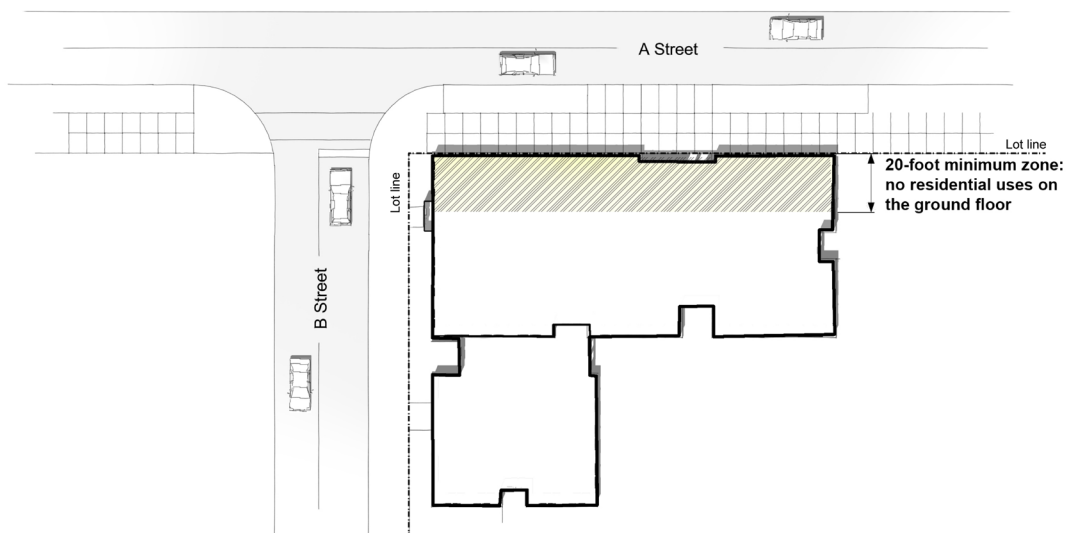 A Street
Lot line
20-foot minimum zone:
no residential uses on
the ground floor
Lot line
B Street